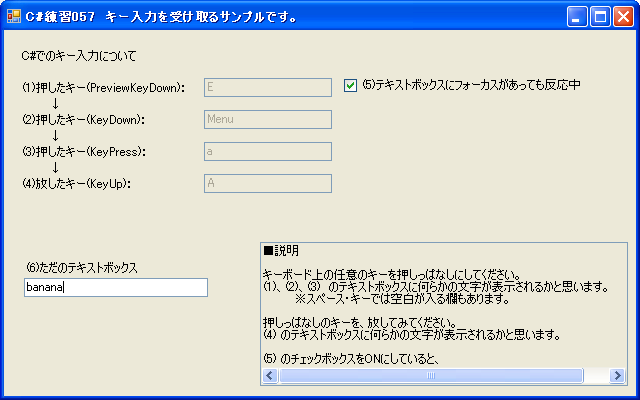 C#練習057 キー入力を受け取るサンプルです。
C#でのキー入力について
(1)押したキー(PreviewKeyDown):
E
(5)テキストボックスにフォーカスがあっても反応中
↓
(2)押したキー(KeyDown):
Menu
↓
(3)押したキー(KeyPress):
a
↓
(4)放したキー(KeyUp):
A
(6)ただのテキストボックス
banana
■説明
キーボード上の任意のキーを押しっぱなしにしてください。
(1)、(2)、(3) のテキストボックスに何らかの文字が表示されるかと思います。
※スペース・キーでは空白が入る欄もあります。
押しっぱなしのキーを、放してみてください。
(4) のテキストボックスに何らかの文字が表示されるかと思います。
(5) のチェックボックスをONにしていると、